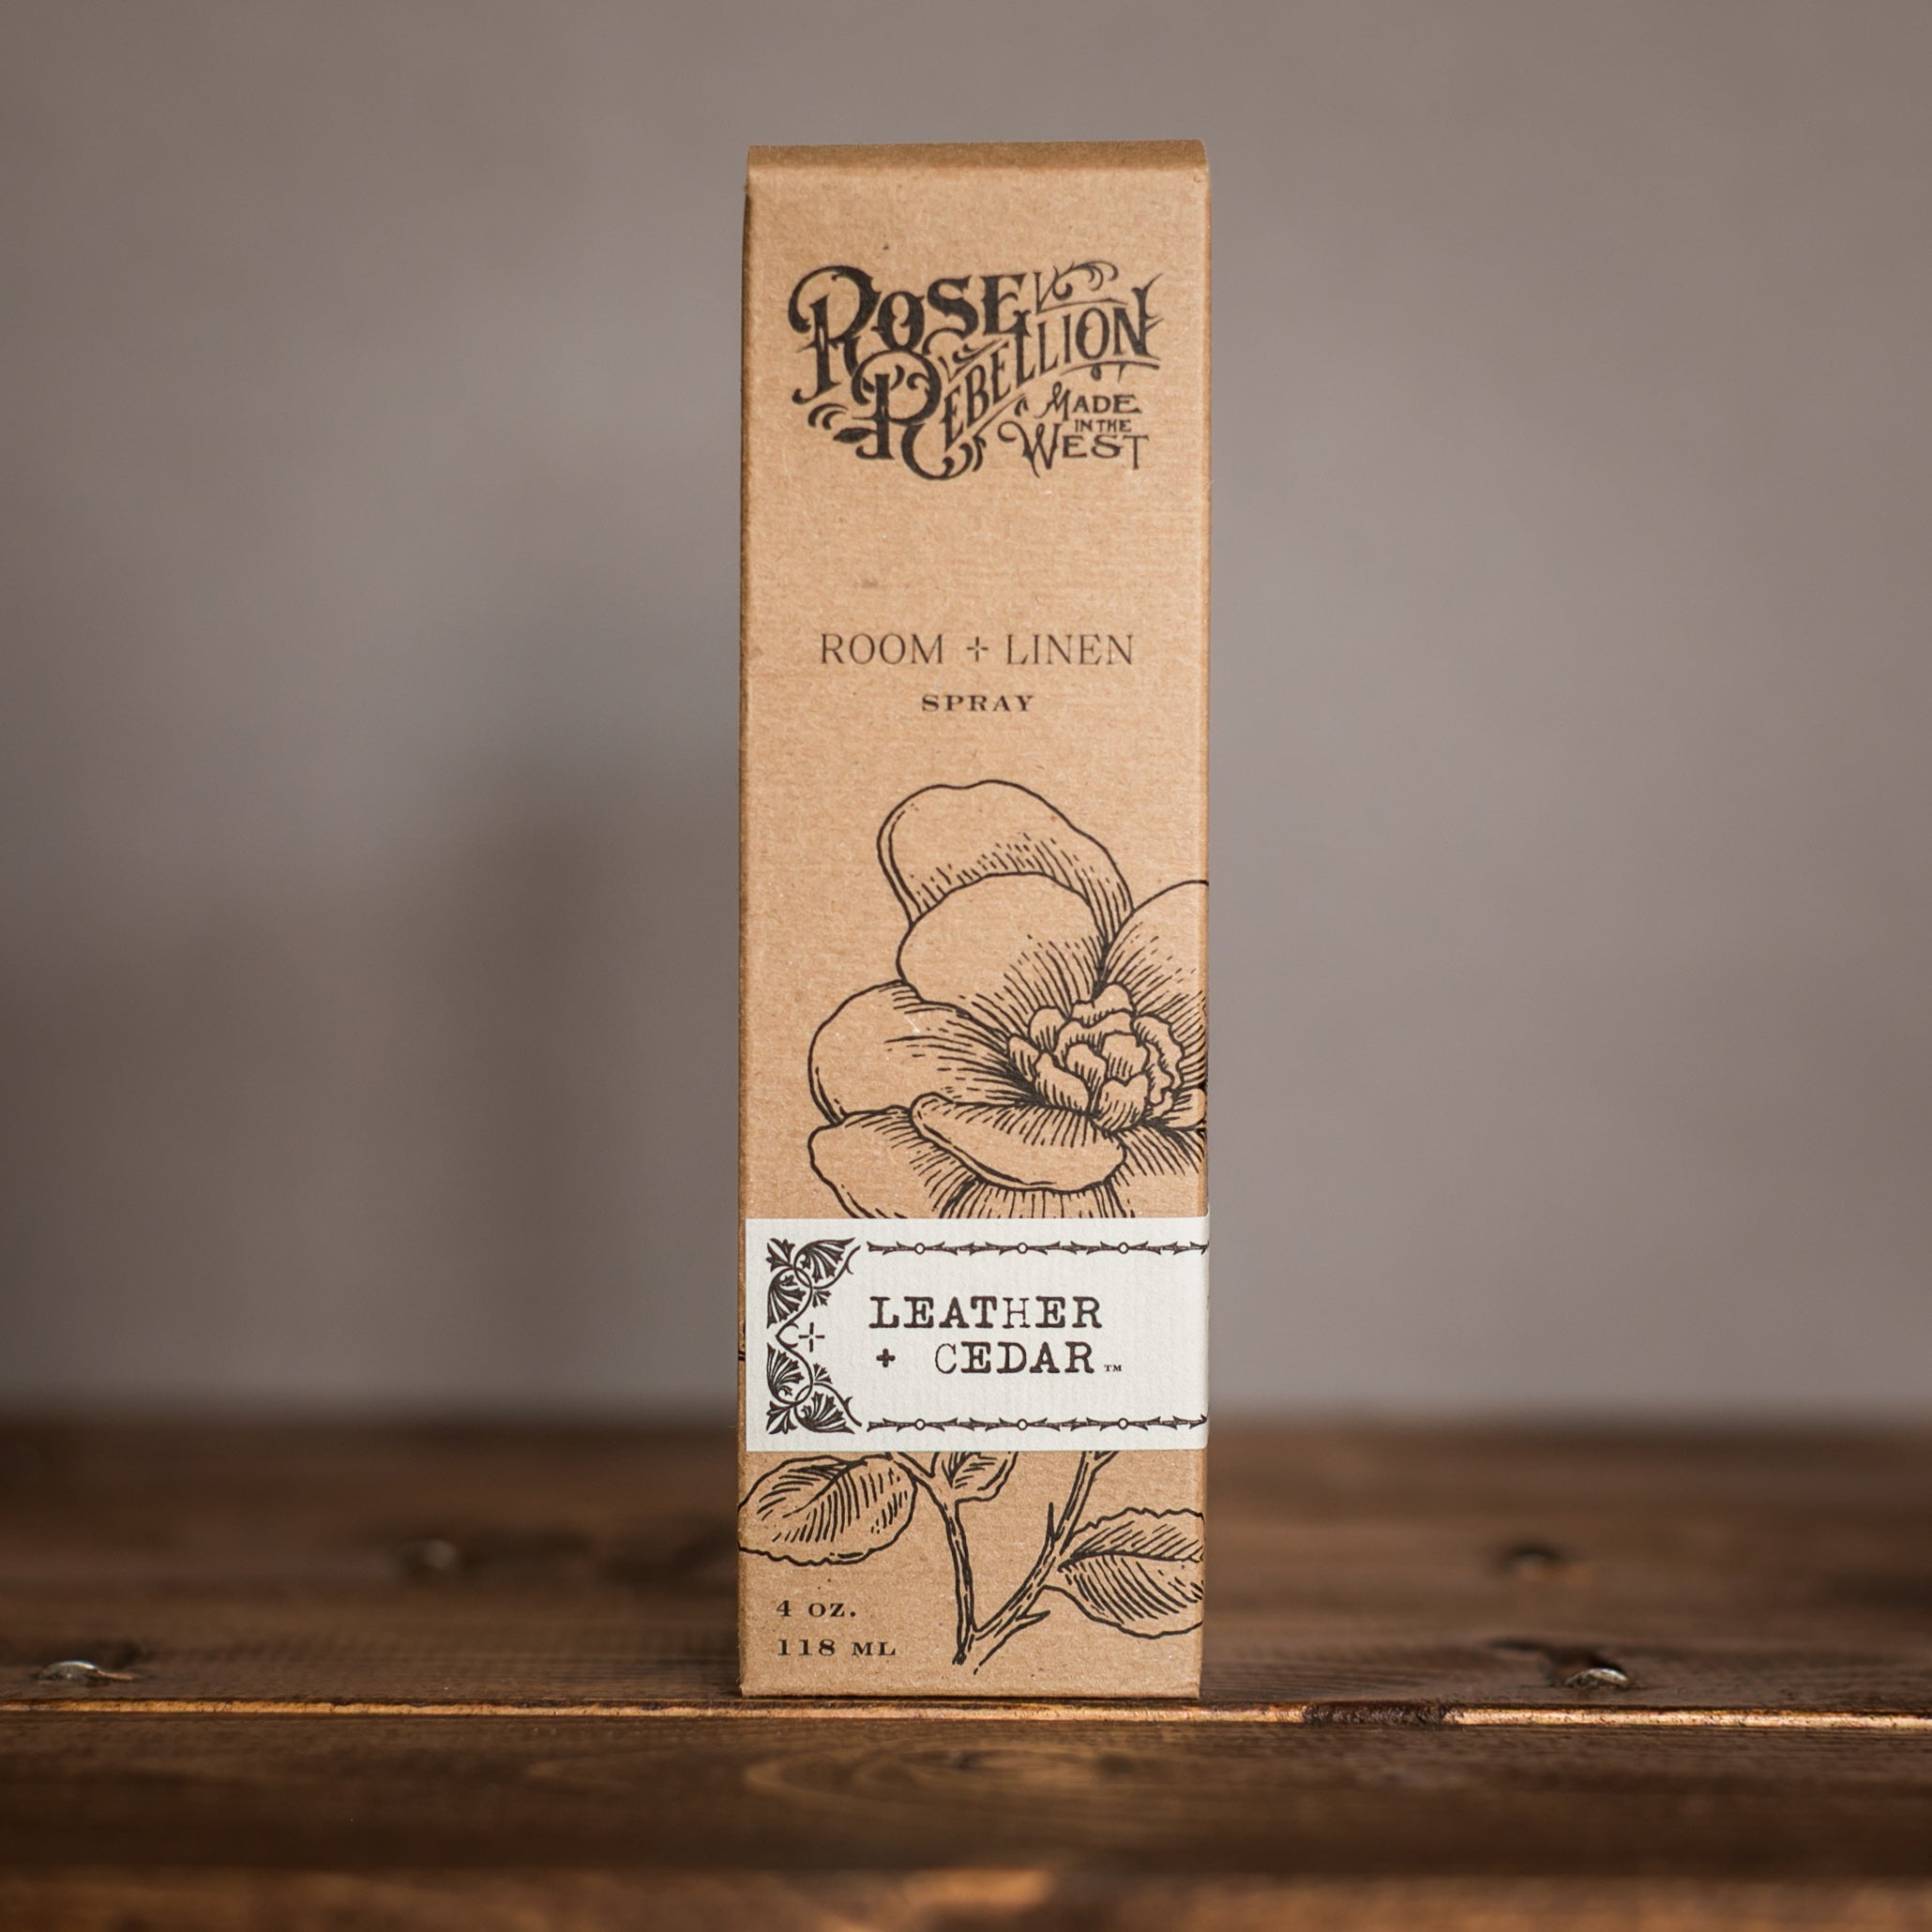 ROSE
REBELLION
MADE
IN THE
WEST
ROOM + LINEN
SPRAY
LEATHER
+ CEDAR™
4 OZ.
118 ML